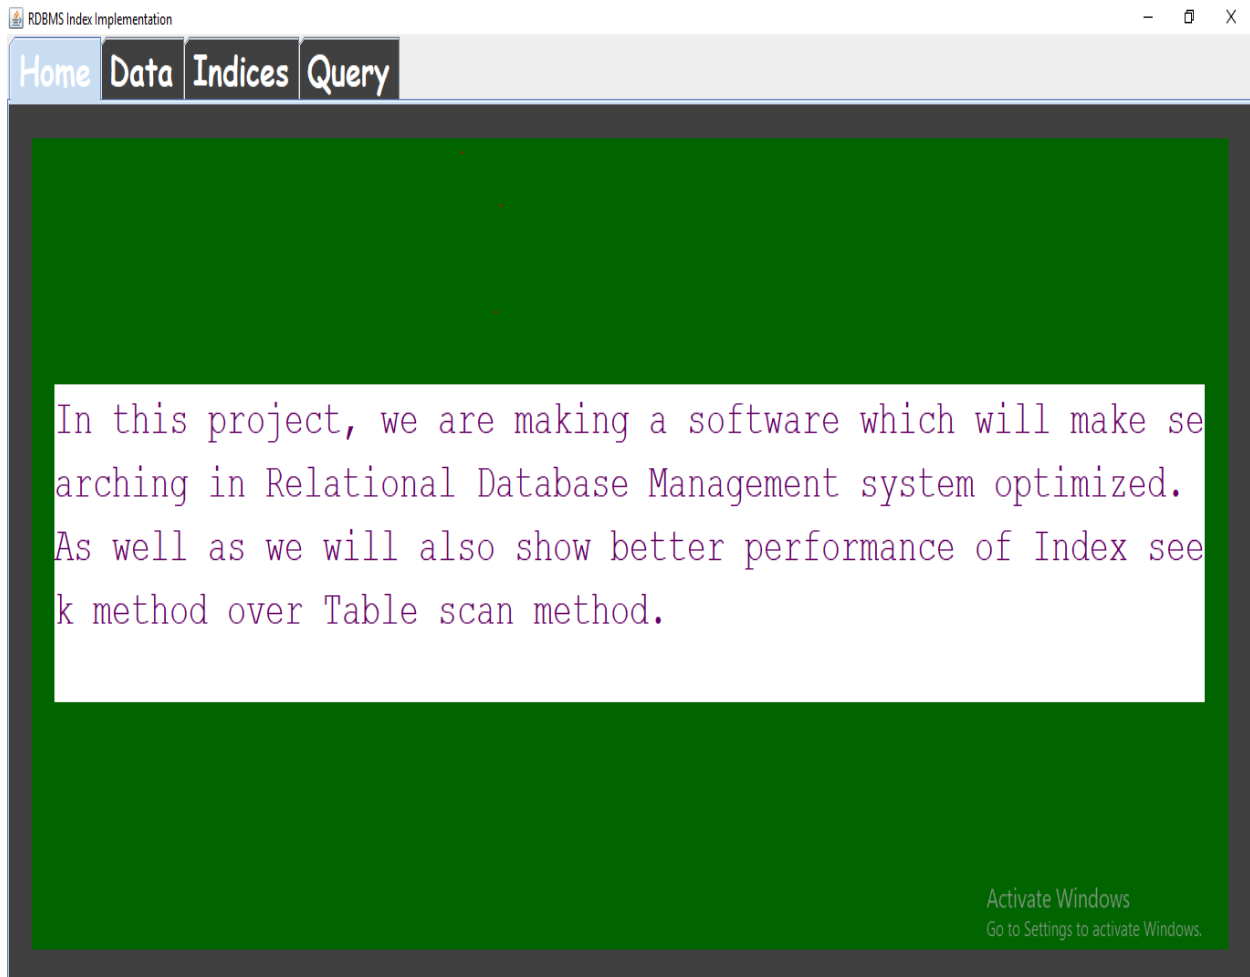 RDBMS Index Implementation
Home Data Indices Query
In this project, we are making a software which will make se
arching in Relational Database Management system optimized.
As well as we will also show better performance of Index see
k method over Table scan method.
Activate Windows
Go to Settings to activate Windows.